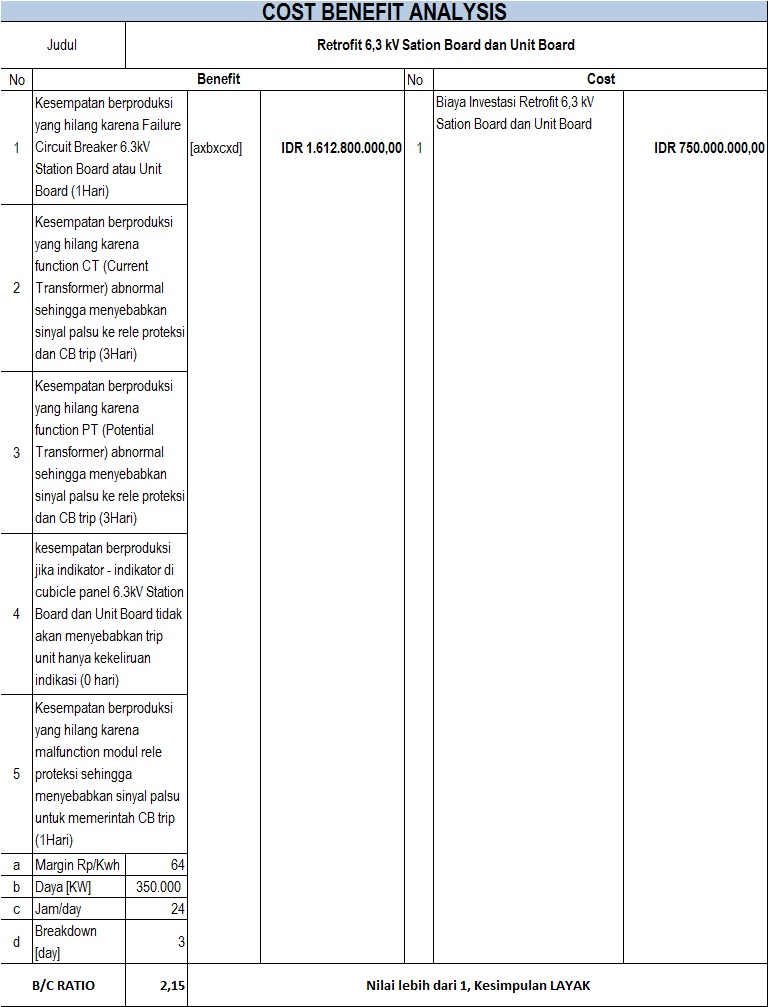 COST BENEFIT ANALYSIS
Judul
Retrofit 6,3 kV Sation Board dan Unit Board
No
Benefit
No
Cost
1
Kesempatan berproduksi
yang hilang karena Failure
Circuit Breaker 6.3kV
Station Board atau Unit
Board (1Hari)
[axbxcxd]
IDR 1.612.800.000,00
1
Biaya Investasi Retrofit 6,3 kV
Sation Board dan Unit Board
IDR 750.000.000,00
2
Kesempatan berproduksi
yang hilang karena
function CT (Current
Transformer) abnormal
sehingga menyebabkan
sinyal palsu ke rele proteksi
dan CB trip (3Hari)
3
Kesempatan berproduksi
yang hilang karena
function PT (Potential
Transformer) abnormal
sehingga menyebabkan
sinyal palsu ke rele proteksi
dan CB trip (3Hari)
4
kesempatan berproduksi
jika indikator - indikator di
cubicle panel 6.3kV Station
Board dan Unit Board tidak
akan menyebabkan trip
unit hanya kekeliruan
indikasi (0 hari)
5
Kesempatan berproduksi
yang hilang karena
malfunction modul rele
proteksi sehingga
menyebabkan sinyal palsu
untuk memerintah CB trip
(1Hari)
a Margin Rp/Kwh 64
b Daya [KW] 350.000
c Jam/day 24
d Breakdown
[day] 3
B/C RATIO 2,15 Nilai lebih dari 1, Kesimpulan LAYAK